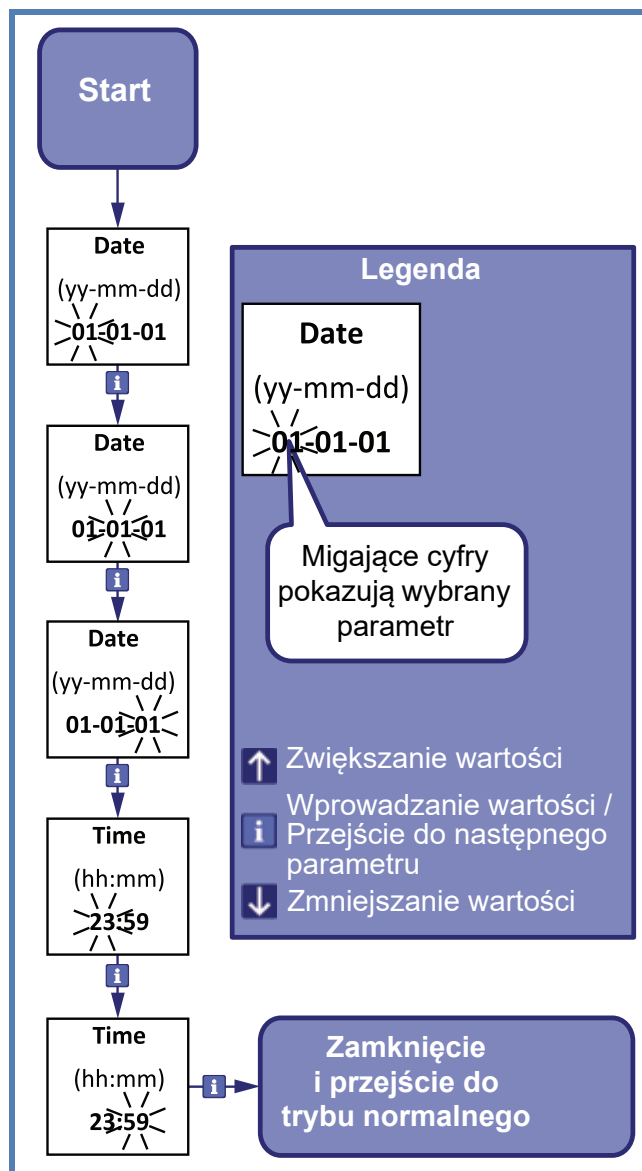 Start
Date
(yy-mm-dd)
01-01-01
i
Date
(yy-mm-dd)
01-01-01
i
Date
(yy-mm-dd)
01-01-01
i
Time
(hh:mm)
23:59
i
Time
(hh:mm)
23:59
i
Zamknięcie
i przejście do
trybu normalnego
Legenda
Date
(yy-mm-dd)
01-01-01
Migające cyfry
pokazują wybrany
parametr
Zwiększanie wartości
i
Wprowadzanie wartości /
Przejście do następnego
parametru
Zmniejszanie wartości